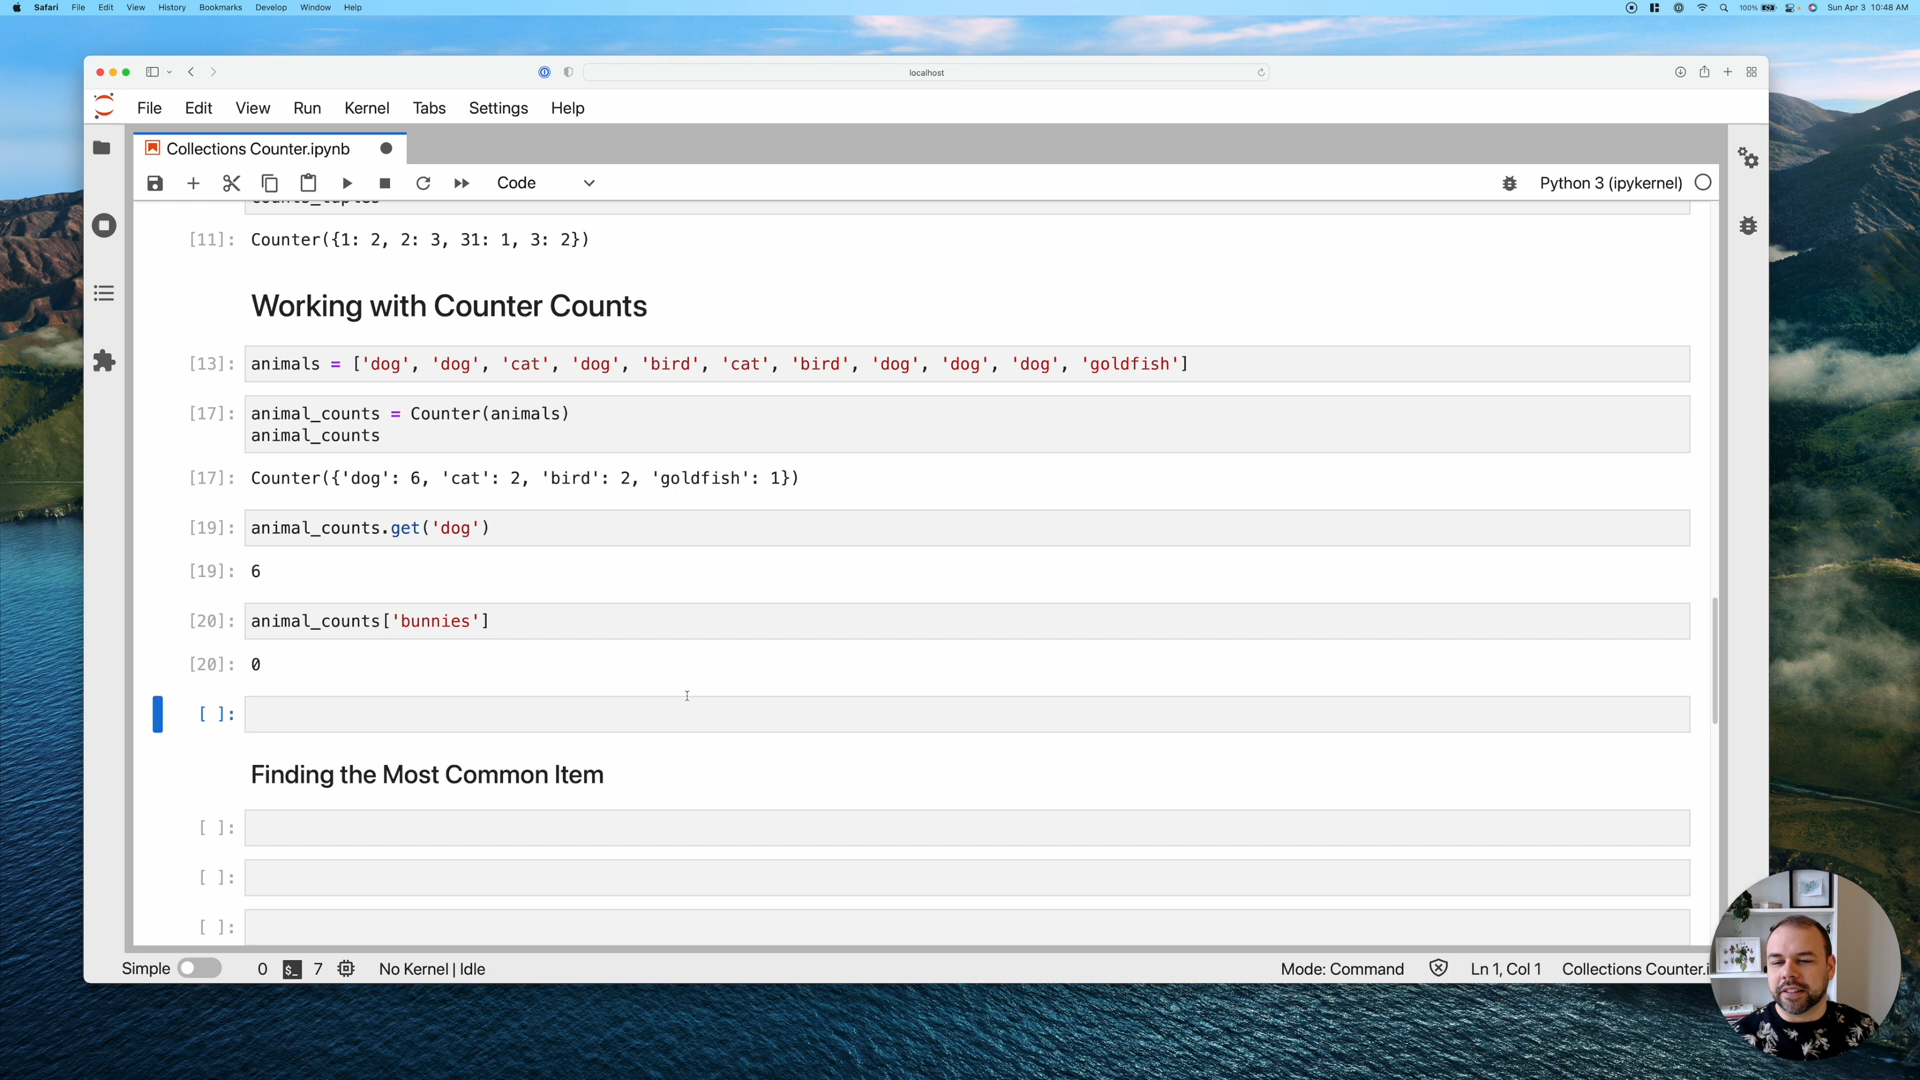 Safari File Edit View History Bookmarks Develop Window Help
100% Sun Apr 3 10:48 AM
localhost
File Edit View Run Kernel Tabs Settings Help
Collections Counter.ipynb
Code
Python 3 (ipykernel)
counts_tuples
[11]: Counter({1: 2, 2: 3, 31: 1, 3: 2})
Working with Counter Counts
[13]: animals = ['dog', 'dog', 'cat', 'dog', 'bird', 'cat', 'bird', 'dog', 'dog', 'dog', 'goldfish']
[17]: animal_counts = Counter(animals)
animal_counts
[17]: Counter({'dog': 6, 'cat': 2, 'bird': 2, 'goldfish': 1})
[19]: animal_counts.get('dog')
[19]: 6
[20]: animal_counts['bunnies']
[20]: 0
[ ]:
Finding the Most Common Item
[ ]:
[ ]:
[ ]:
Simple 0 $_ 7 No Kernel | Idle Mode: Command Ln 1, Col 1 Collections Counter.i